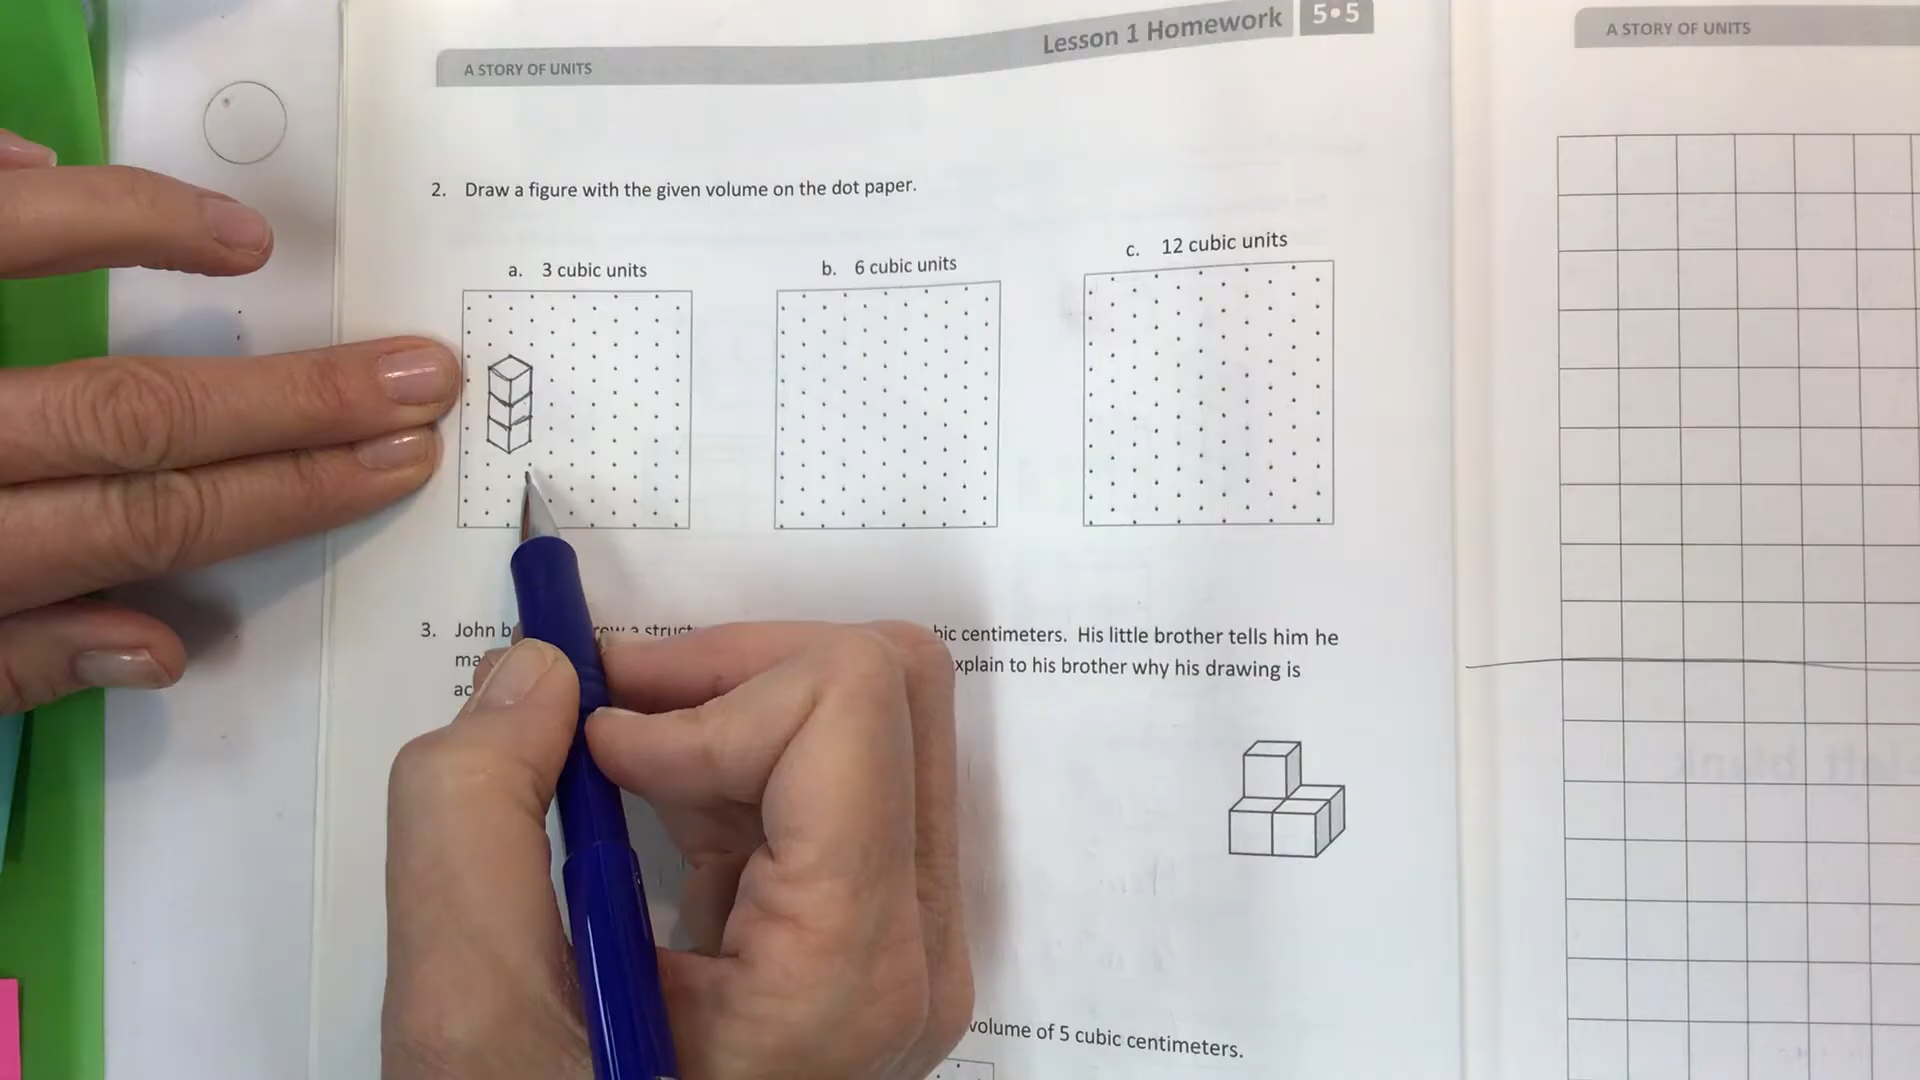 Lesson 1 Homework 5•5
A STORY OF UNITS
A STORY OF UNITS
2. Draw a figure with the given volume on the dot paper.
a. 3 cubic units
b. 6 cubic units
c. 12 cubic units
3. John a bic centimeters. His little brother tells him he
xplain to his brother why his drawing is
volume of 5 cubic centimeters.